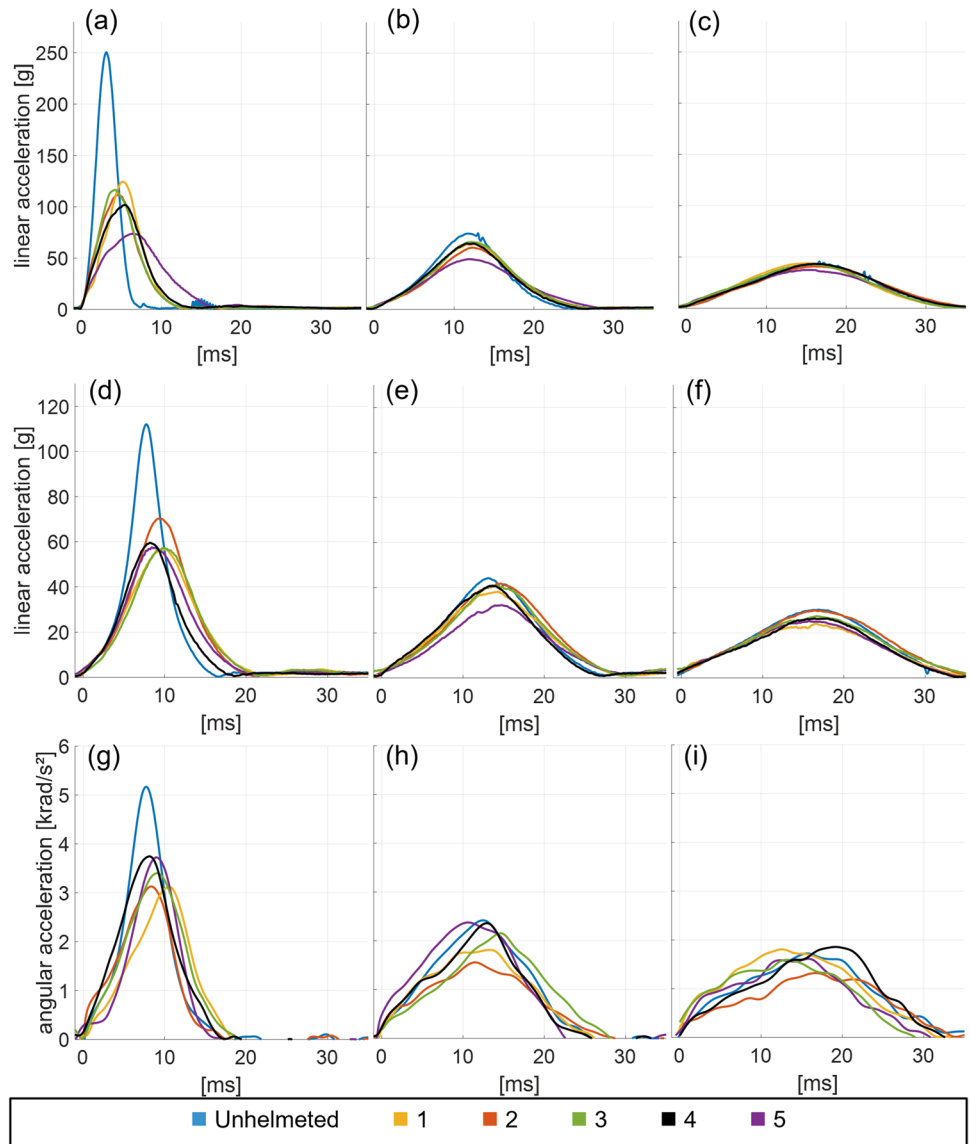 (a) (b) (c)
linear acceleration [g]
250
200
150
100
50
0
0 10 20 30 0 10 20 30 0 10 20 30
[ms] [ms] [ms]
(d) (e) (f)
linear acceleration [g]
120
100
80
60
40
20
0
0 10 20 30 0 10 20 30 0 10 20 30
[ms] [ms] [ms]
(g) (h) (i)
angular acceleration [krad/s²]
6
5
4
3
2
1
0
0 10 20 30 0 10 20 30 0 10 20 30
[ms] [ms] [ms]
Unhelmeted 1 2 3 4 5